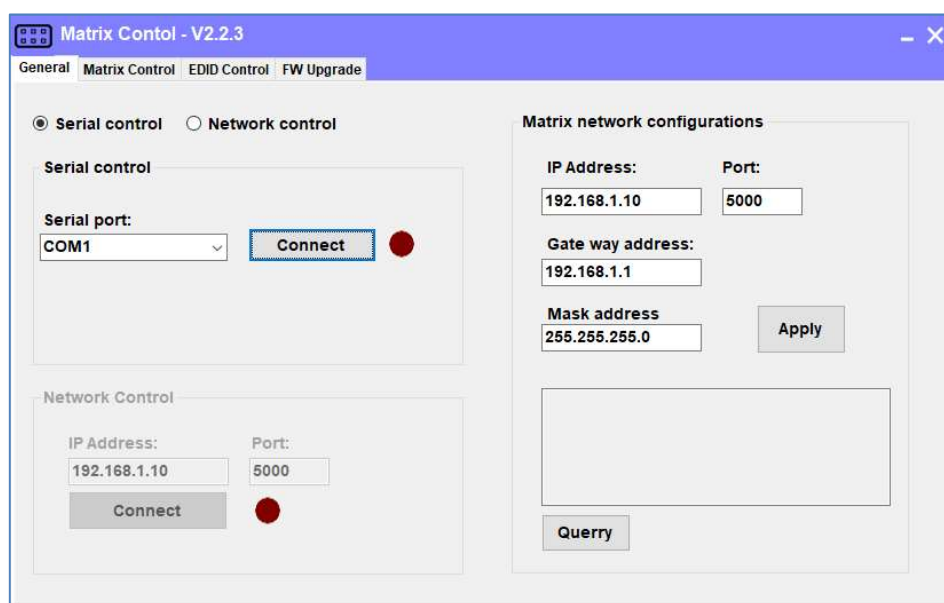 Matrix Contol - V2.2.3
General Matrix Control EDID Control FW Upgrade
Serial control Network control
Serial control
Serial port:
COM1 Connect
Network Control
IP Address: Port:
192.168.1.10 5000
Connect
Matrix network configurations
IP Address: Port:
192.168.1.10 5000
Gate way address:
192.168.1.1
Mask address
255.255.255.0
Apply
Querry